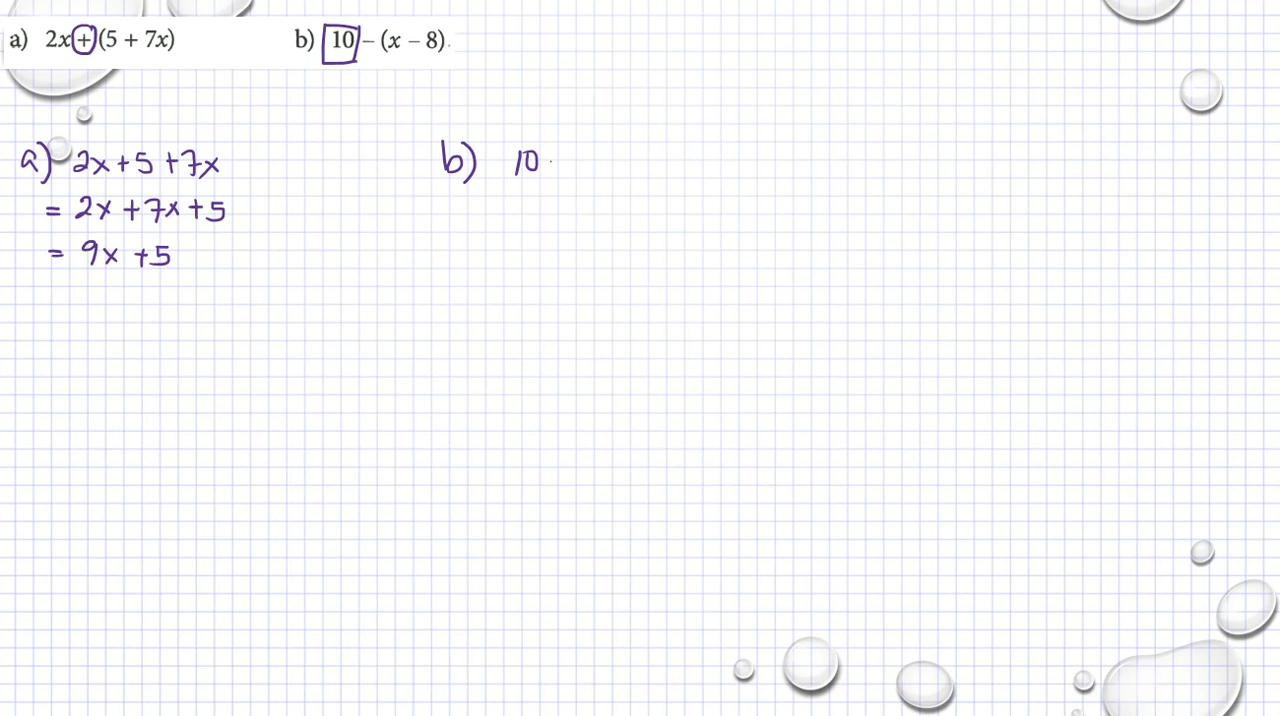 a) 2x + (5 + 7x) b) 10 – (x – 8).
a) 2x + 5 + 7x
= 2x + 7x + 5
= 9x + 5
b) 10